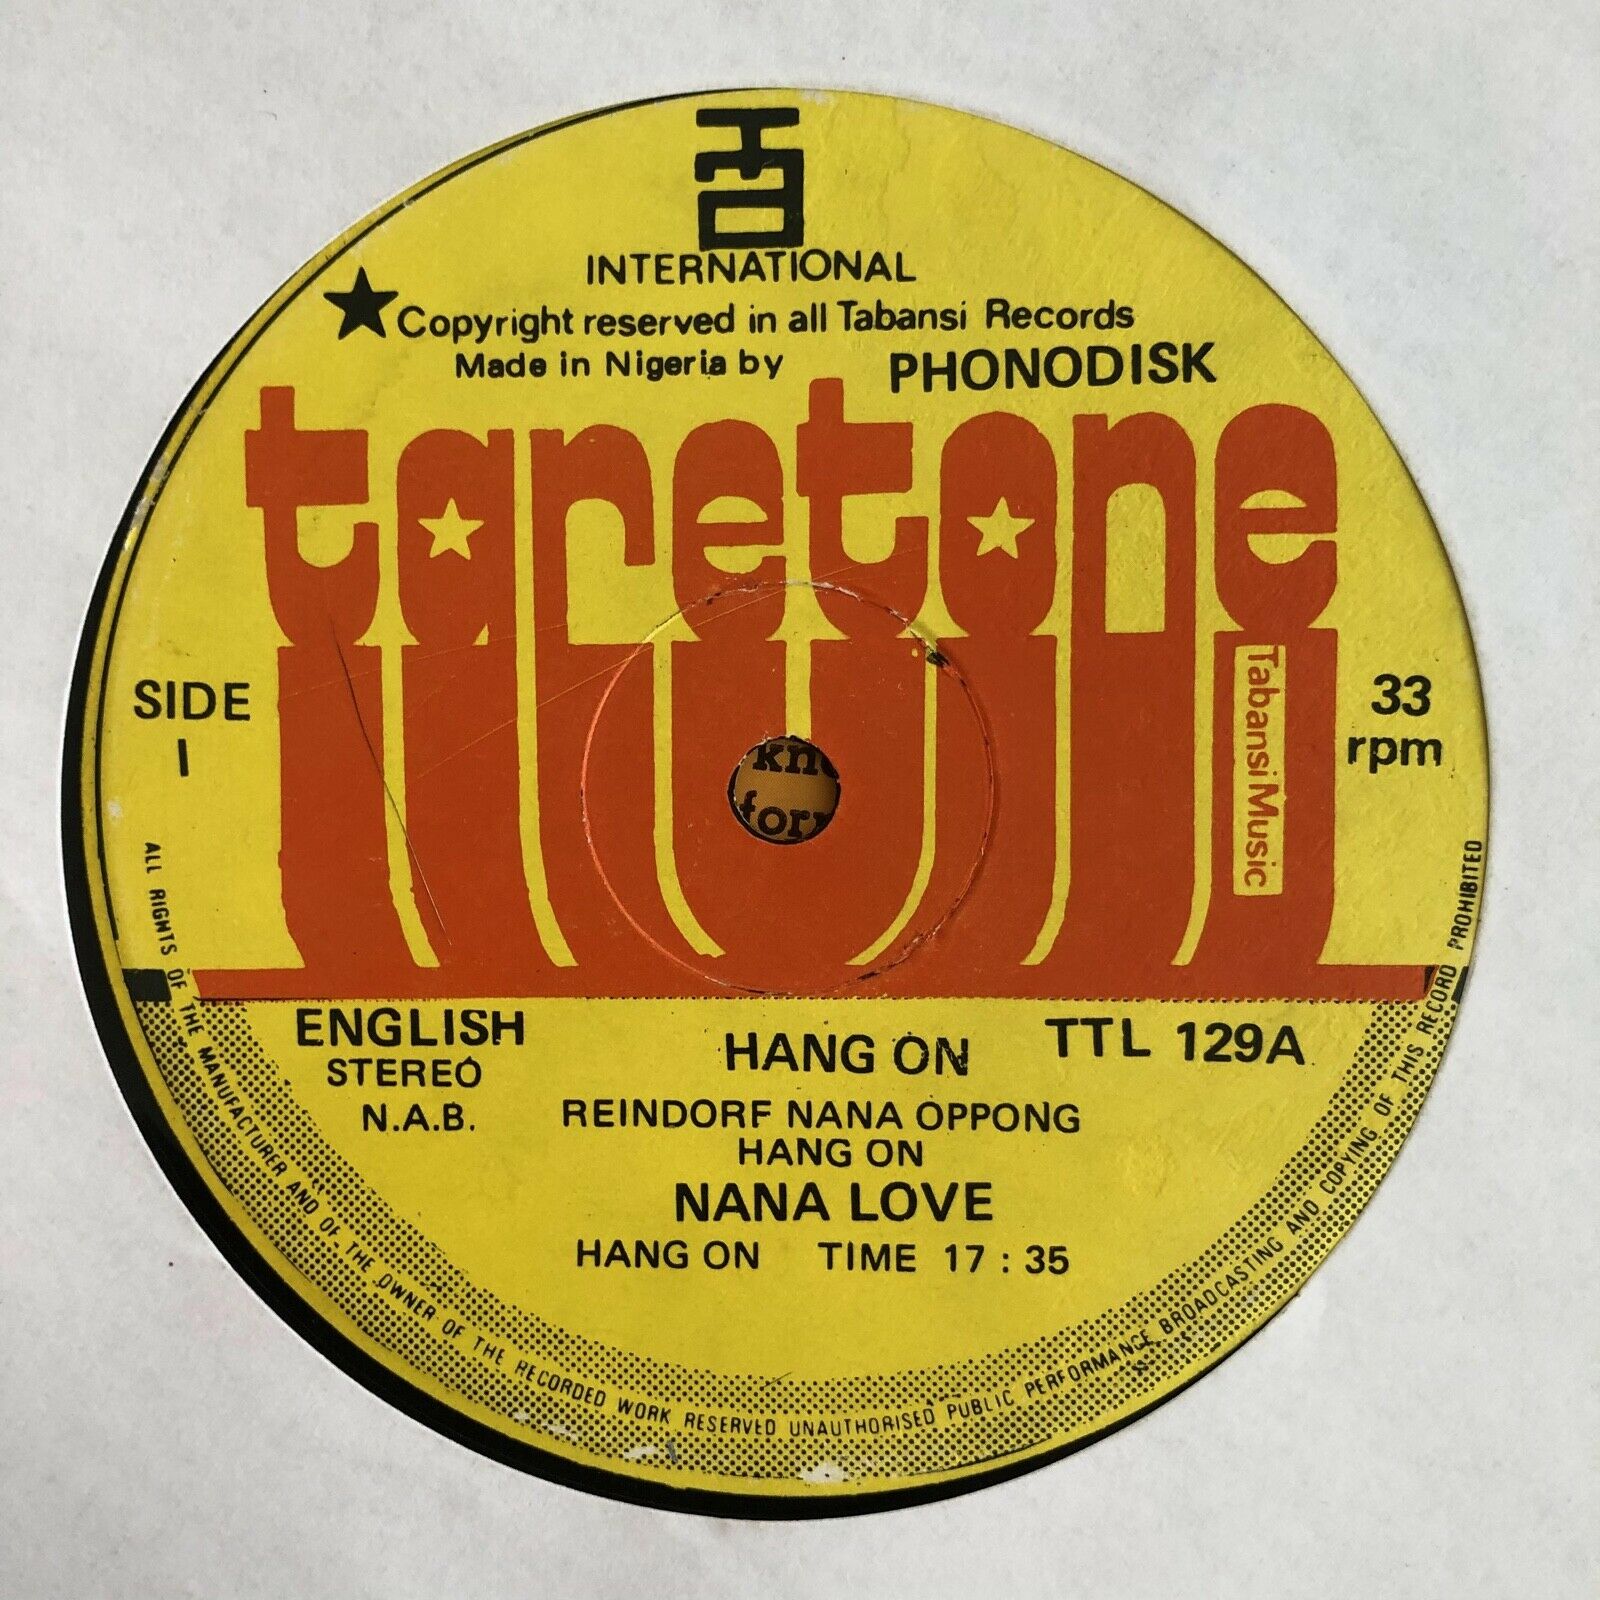 INTERNATIONAL
Copyright reserved in all Tabansi Records
Made in Nigeria by PHONODISK
taretone
Tabansi Music
SIDE
1
33
rpm
ENGLISH
STEREO
N.A.B.
HANG ON
TTL 129A
REINDORF NANA OPPONG
HANG ON
NANA LOVE
HANG ON TIME 17 : 35
ALL RIGHTS OF THE MANUFACTURER AND OF THE OWNER OF THE RECORDED WORK RESERVED UNAUTHORISED PUBLIC PERFORMANCE BROADCASTING AND COPYING OF THIS RECORD PROHIBITED